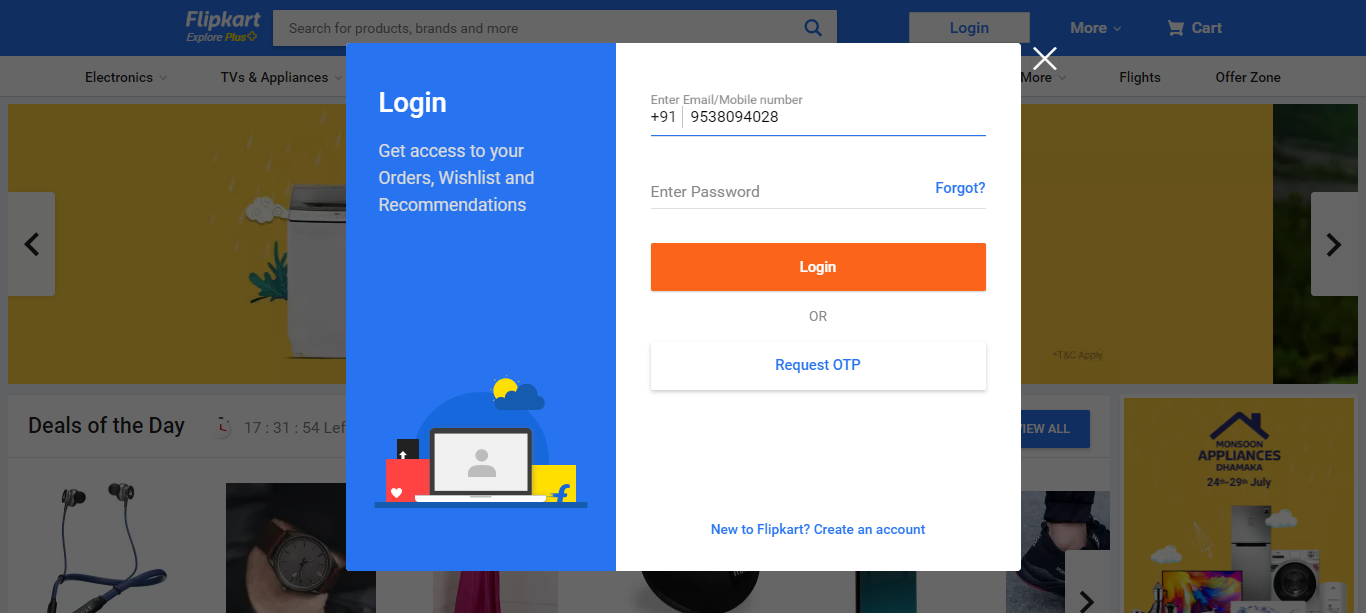 Flipkart
Explore Plus
Search for products, brands and more
Login
More
Cart
Electronics
TVs & Appliances
More
Flights
Offer Zone
Login
Get access to your
Orders, Wishlist and
Recommendations
Enter Email/Mobile number
+91 9538094028
Enter Password
Forgot?
Login
OR
Request OTP
New to Flipkart? Create an account
*T&C Apply
Deals of the Day
17 : 31 : 54 Lef
VIEW ALL
MONSOON
APPLIANCES
DHAMAKA
24th-29th July